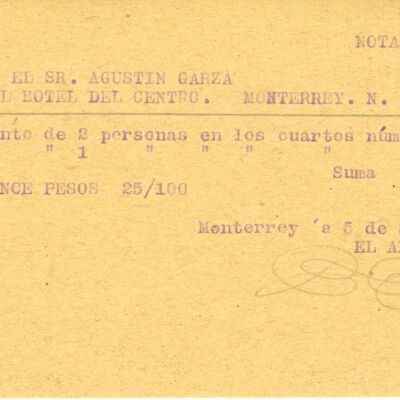 NOTA
EL SR. AGUSTIN GARZA
L HOTEL DEL CENTRO. MONTERREY. N.
nto de 2 personas en los cuartos núm
" 1 " " " "
Suma
NCE PESOS 25/100
Monterrey ´a 5 de
EL A